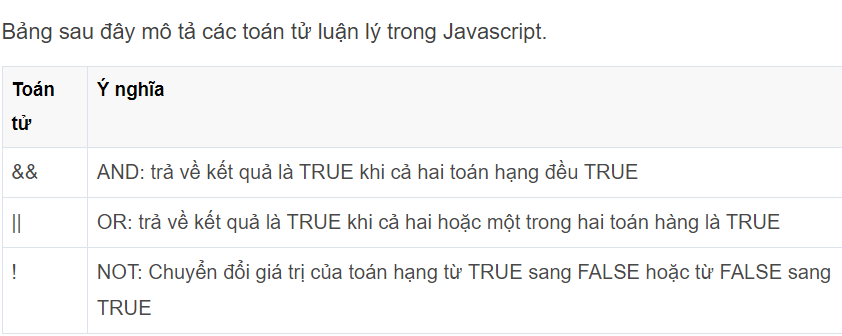 Bảng sau đây mô tả các toán tử luận lý trong Javascript.
Toán
tử
Ý nghĩa
&&
AND: trả về kết quả là TRUE khi cả hai toán hạng đều TRUE
||
OR: trả về kết quả là TRUE khi cả hai hoặc một trong hai toán hàng là TRUE
!
NOT: Chuyển đổi giá trị của toán hạng từ TRUE sang FALSE hoặc từ FALSE sang
TRUE